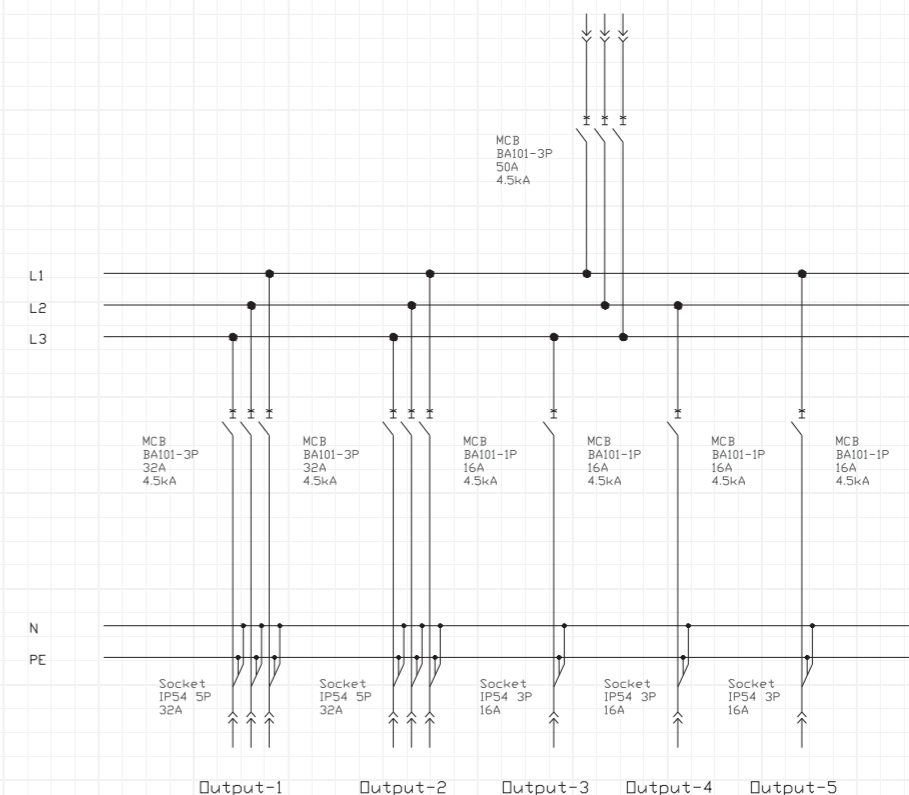 MCB
BA101-3P
50A
4.5kA
L1
L2
L3
MCB
BA101-3P
32A
4.5kA
MCB
BA101-3P
32A
4.5kA
MCB
BA101-1P
16A
4.5kA
MCB
BA101-1P
16A
4.5kA
MCB
BA101-1P
16A
4.5kA
MCB
BA101-1P
16A
4.5kA
N
PE
Socket
IP54 5P
32A
Socket
IP54 5P
32A
Socket
IP54 3P
16A
Socket
IP54 3P
16A
Socket
IP54 3P
16A
Output-1
Output-2
Output-3
Output-4
Output-5